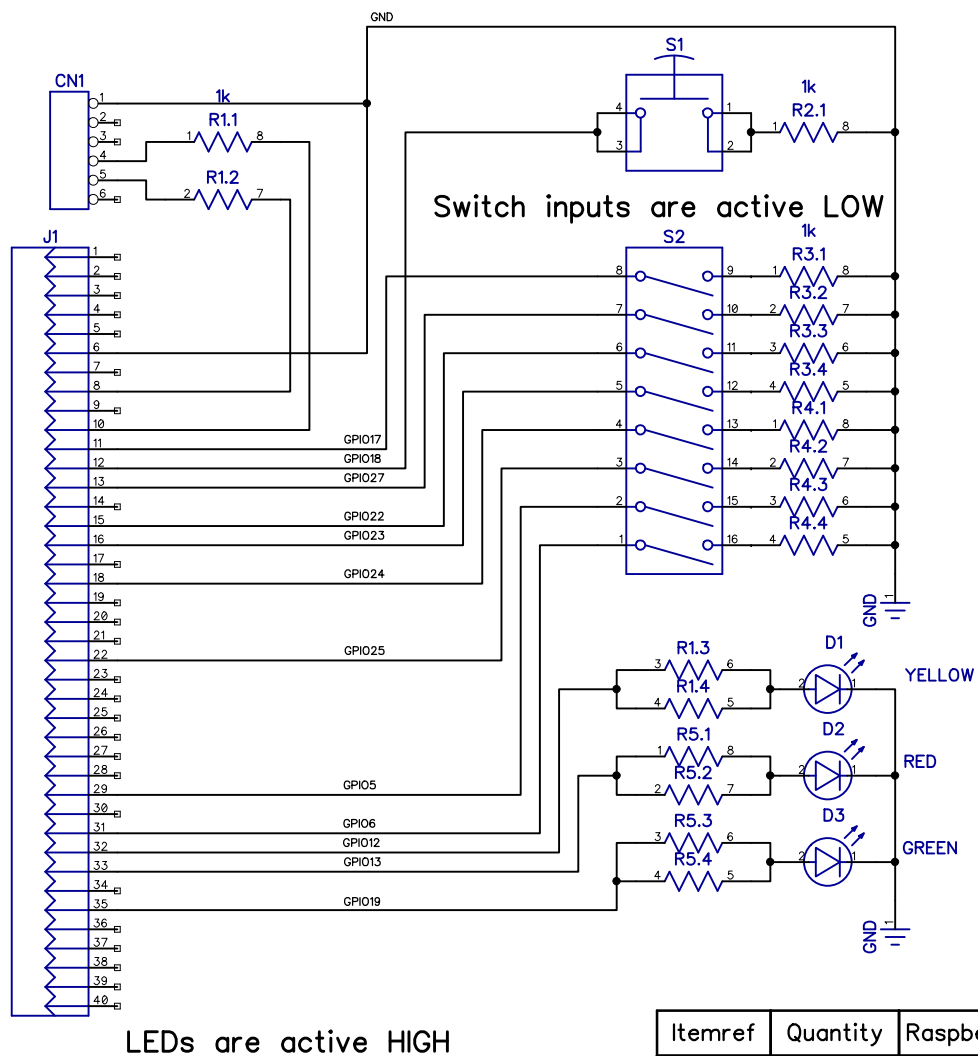 GND
CN1
1
2
3
4
5
6
1k
1 R1.1 8
2 R1.2 7
S1
4 1
3 2
1k
R2.1
1 8
Switch inputs are active LOW
J1
1
2
3
4
5
6
7
8
9
10
11
12
13
14
15
16
17
18
19
20
21
22
23
24
25
26
27
28
29
30
31
32
33
34
35
36
37
38
39
40
GPIO17
GPIO18
GPIO27
GPIO22
GPIO23
GPIO24
GPIO25
GPIO5
GPIO6
GPIO12
GPIO13
GPIO19
S2
1k
8 9 1 R3.1 8
7 10 2 R3.2 7
6 11 3 R3.3 6
5 12 4 R3.4 5
4 13 1 R4.1 8
3 14 2 R4.2 7
2 15 3 R4.3 6
1 16 4 R4.4 5
GND 1
3 R1.3 6
4 R1.4 5
D1
2 1
YELLOW
1 R5.1 8
2 R5.2 7
D2
2 1
RED
3 R5.3 6
4 R5.4 5
D3
2 1
GREEN
GND 1
LEDs are active HIGH
Itemref Quantity